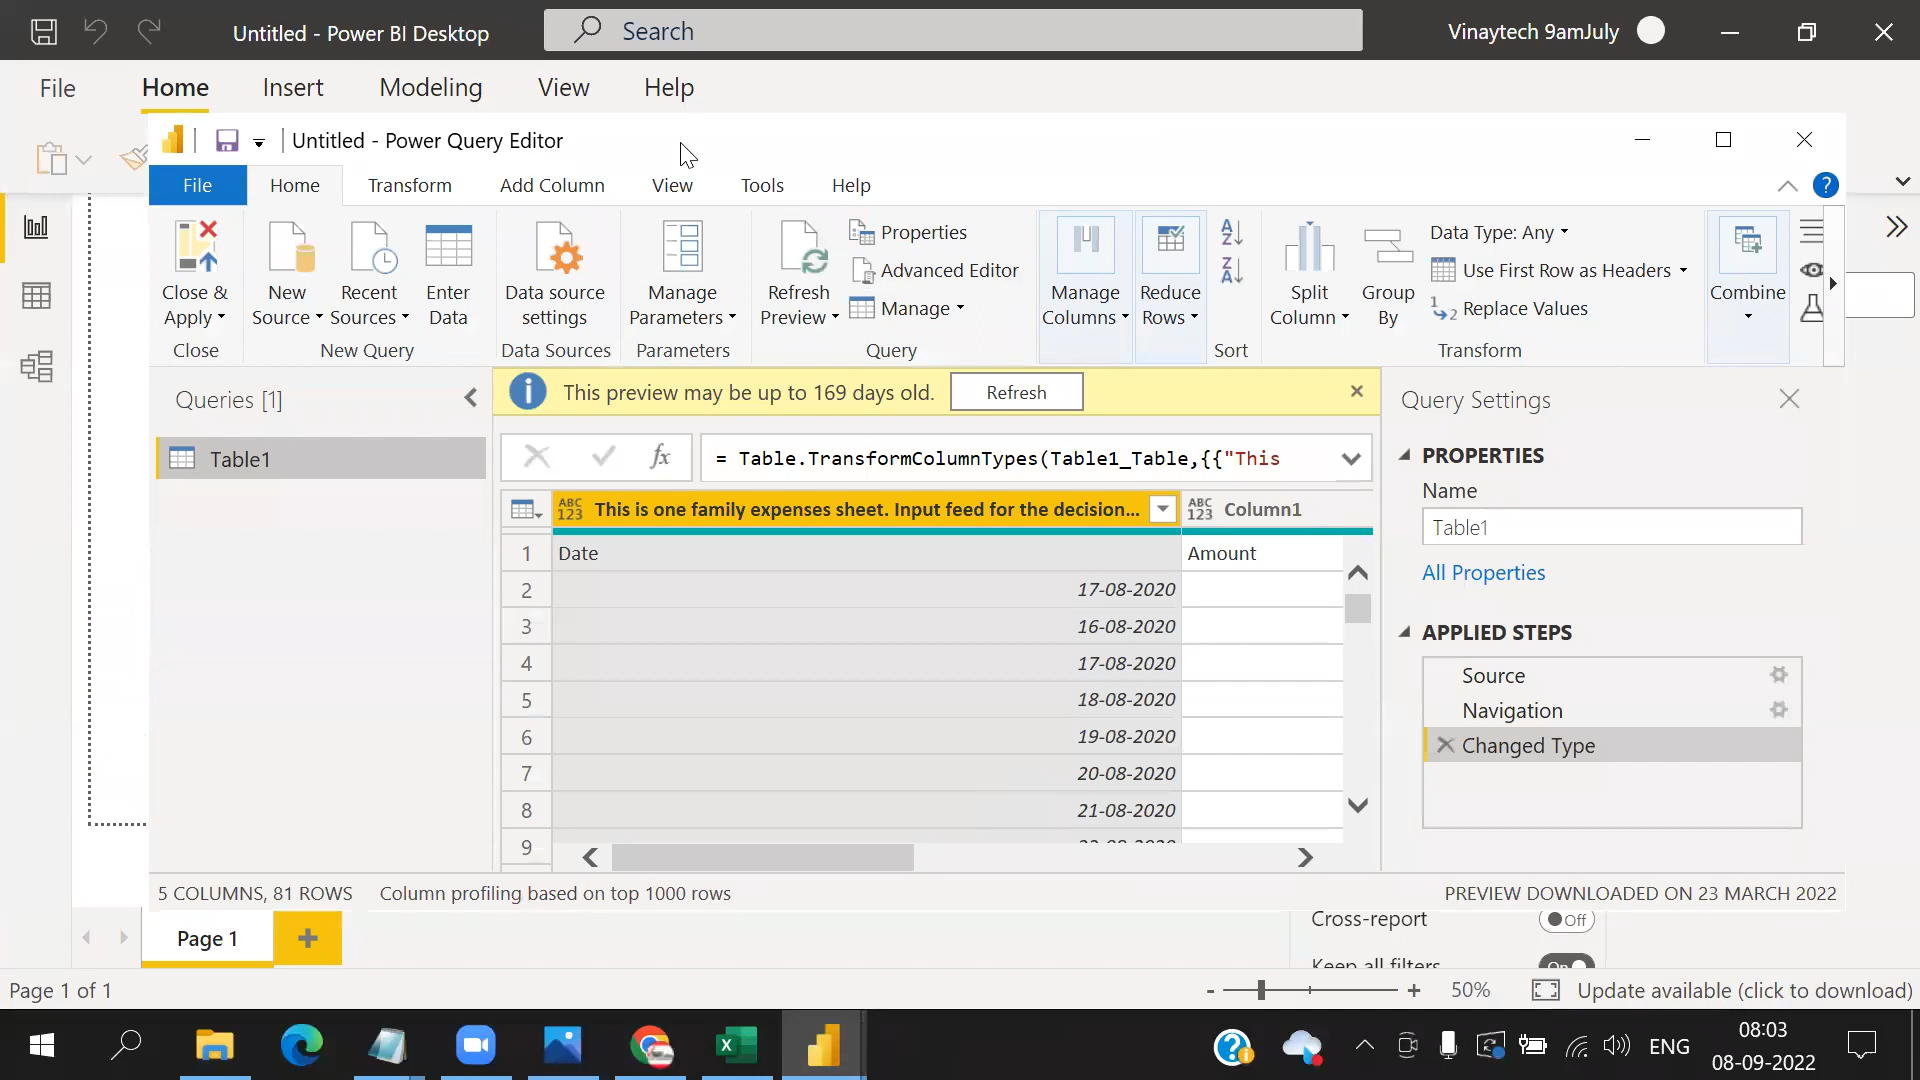 Untitled - Power BI Desktop
Search
Vinaytech 9amJuly
File Home Insert Modeling View Help
Untitled - Power Query Editor
File Home Transform Add Column View Tools Help
Close & Apply
Close
New Source
Recent Sources
Enter Data
New Query
Data source settings
Data Sources
Manage Parameters
Parameters
Refresh Preview
Properties
Advanced Editor
Manage
Query
Manage Columns
Reduce Rows
Sort
Split Column
Group By
Data Type: Any
Use First Row as Headers
Replace Values
Transform
Combine
Queries [1]
Table1
This preview may be up to 169 days old. Refresh
fx = Table.TransformColumnTypes(Table1_Table,{{"This
ABC 123 This is one family expenses sheet. Input feed for the decision... ABC 123 Column1
1 Date Amount
2 17-08-2020
3 16-08-2020
4 17-08-2020
5 18-08-2020
6 19-08-2020
7 20-08-2020
8 21-08-2020
9
Query Settings
PROPERTIES
Name
Table1
All Properties
APPLIED STEPS
Source
Navigation
Changed Type
5 COLUMNS, 81 ROWS Column profiling based on top 1000 rows
PREVIEW DOWNLOADED ON 23 MARCH 2022
Cross-report Off
Keep all filters On
Page 1
Page 1 of 1
- + 50%
Update available (click to download)
ENG
08:03
08-09-2022